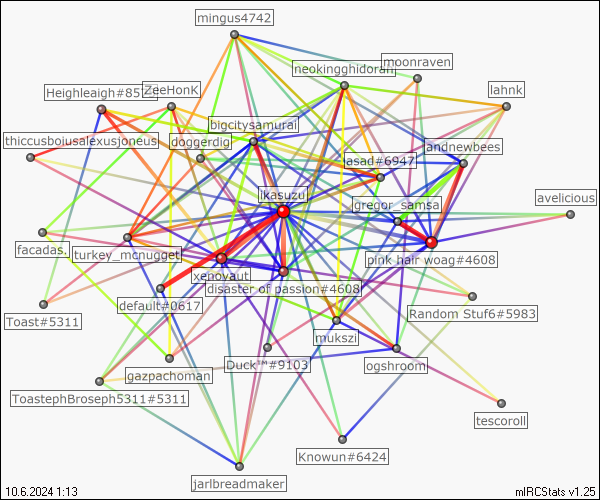 mingus4742
neokingghidorah
moonraven
Heighleaigh#85
ZeeHonK
lahnk
bigcitysamurai
thiccusboiusalexusjoneus
doggerdig
landnewbees
asad#6947
ikasuzu
gregor_samsa
avelicious
facadas.
turkey_mcnugget
pink hair woag#4608
xenovaut
disaster of passion#4608
default#0617
Random Stuf6#5983
Toast#5311
mukszi
Duck™#9103
ogshroom
gazpachoman
ToastephBroseph5311#5311
tescoroll
Knowun#6424
jarlbreadmaker
10.6.2024 1:13
mIRCStats v1.25